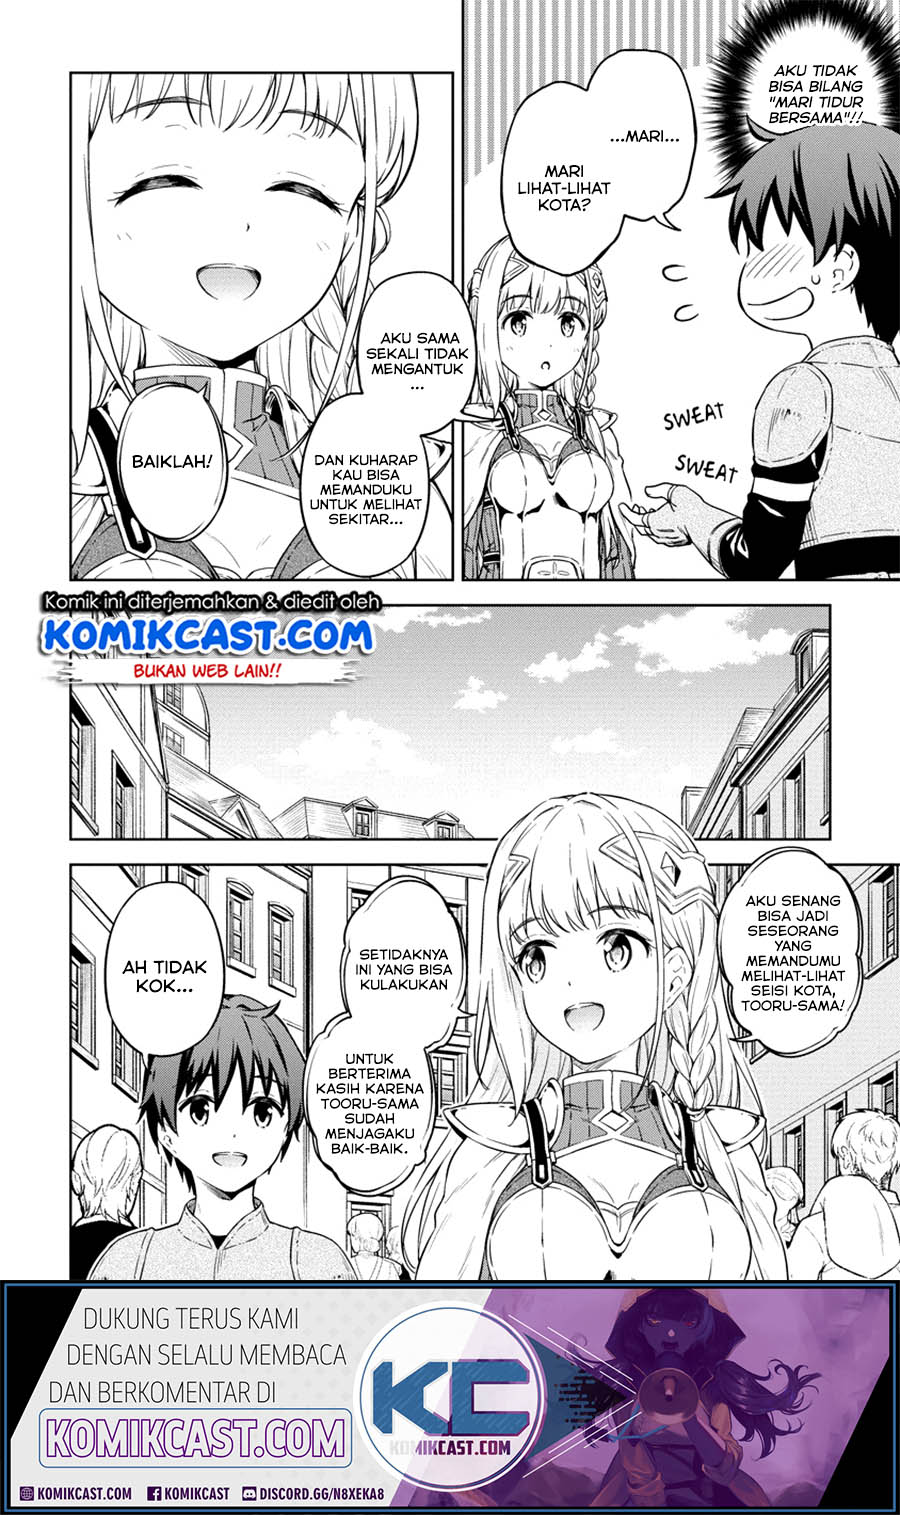 AKU TIDAK
BISA BILANG
"MARI TIDUR
BERSAMA"!!
...MARI...
MARI
LIHAT-LIHAT
KOTA?
SWEAT
SWEAT
AKU SAMA
SEKALI TIDAK
MENGANTUK
...
DAN KUHARAP
KAU BISA
MEMANDUKU
UNTUK MELIHAT
SEKITAR...
BAIKLAH!
Komik ini diterjemahkan & diedit oleh
KOMIKCAST.COM
BUKAN WEB LAIN!!
AKU SENANG
BISA JADI
SESEORANG
YANG
MEMANDUMU
MELIHAT-LIHAT
SEISI KOTA,
TOORU-SAMA!
SETIDAKNYA
INI YANG BISA
KULAKUKAN
UNTUK
BERTERIMA
KASIH KARENA
TOORU-SAMA
SUDAH
MENJAGAKU
BAIK-BAIK.
AH TIDAK
KOK...
DUKUNG TERUS KAMI
DENGAN SELALU MEMBACA
DAN BERKOMENTAR DI
KOMIKCAST.COM
KC
KOMIKCAST.COM
KOMIKCAST.COM
KOMIKCAST
DISCORD.GG/N8XEKA8